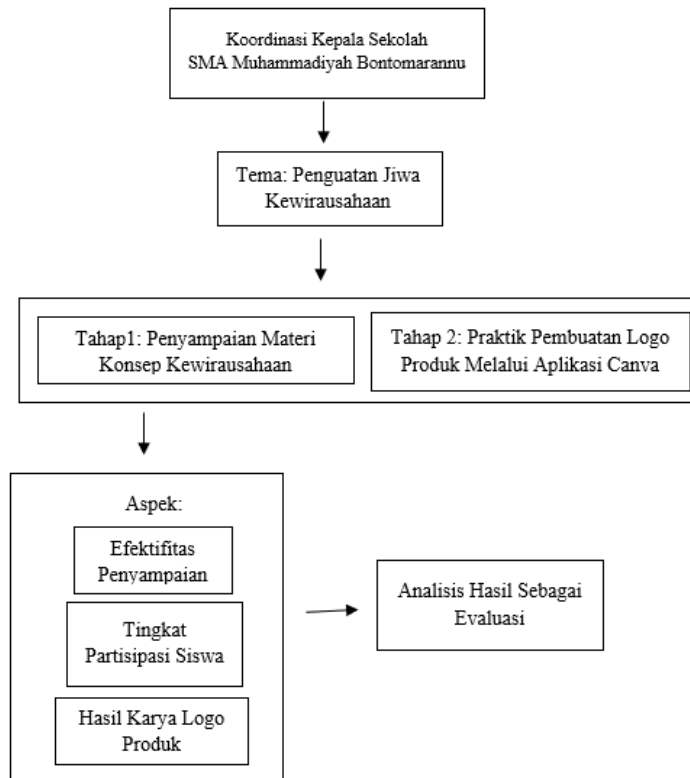 Koordinasi Kepala Sekolah
SMA Muhammadiyah Bontomarannu
Tema: Penguatan Jiwa
Kewirausahaan
Tahap1: Penyampaian Materi
Konsep Kewirausahaan
Tahap 2: Praktik Pembuatan Logo
Produk Melalui Aplikasi Canva
Aspek:
Efektifitas
Penyampaian
Tingkat
Partisipasi Siswa
Hasil Karya Logo
Produk
Analisis Hasil Sebagai
Evaluasi